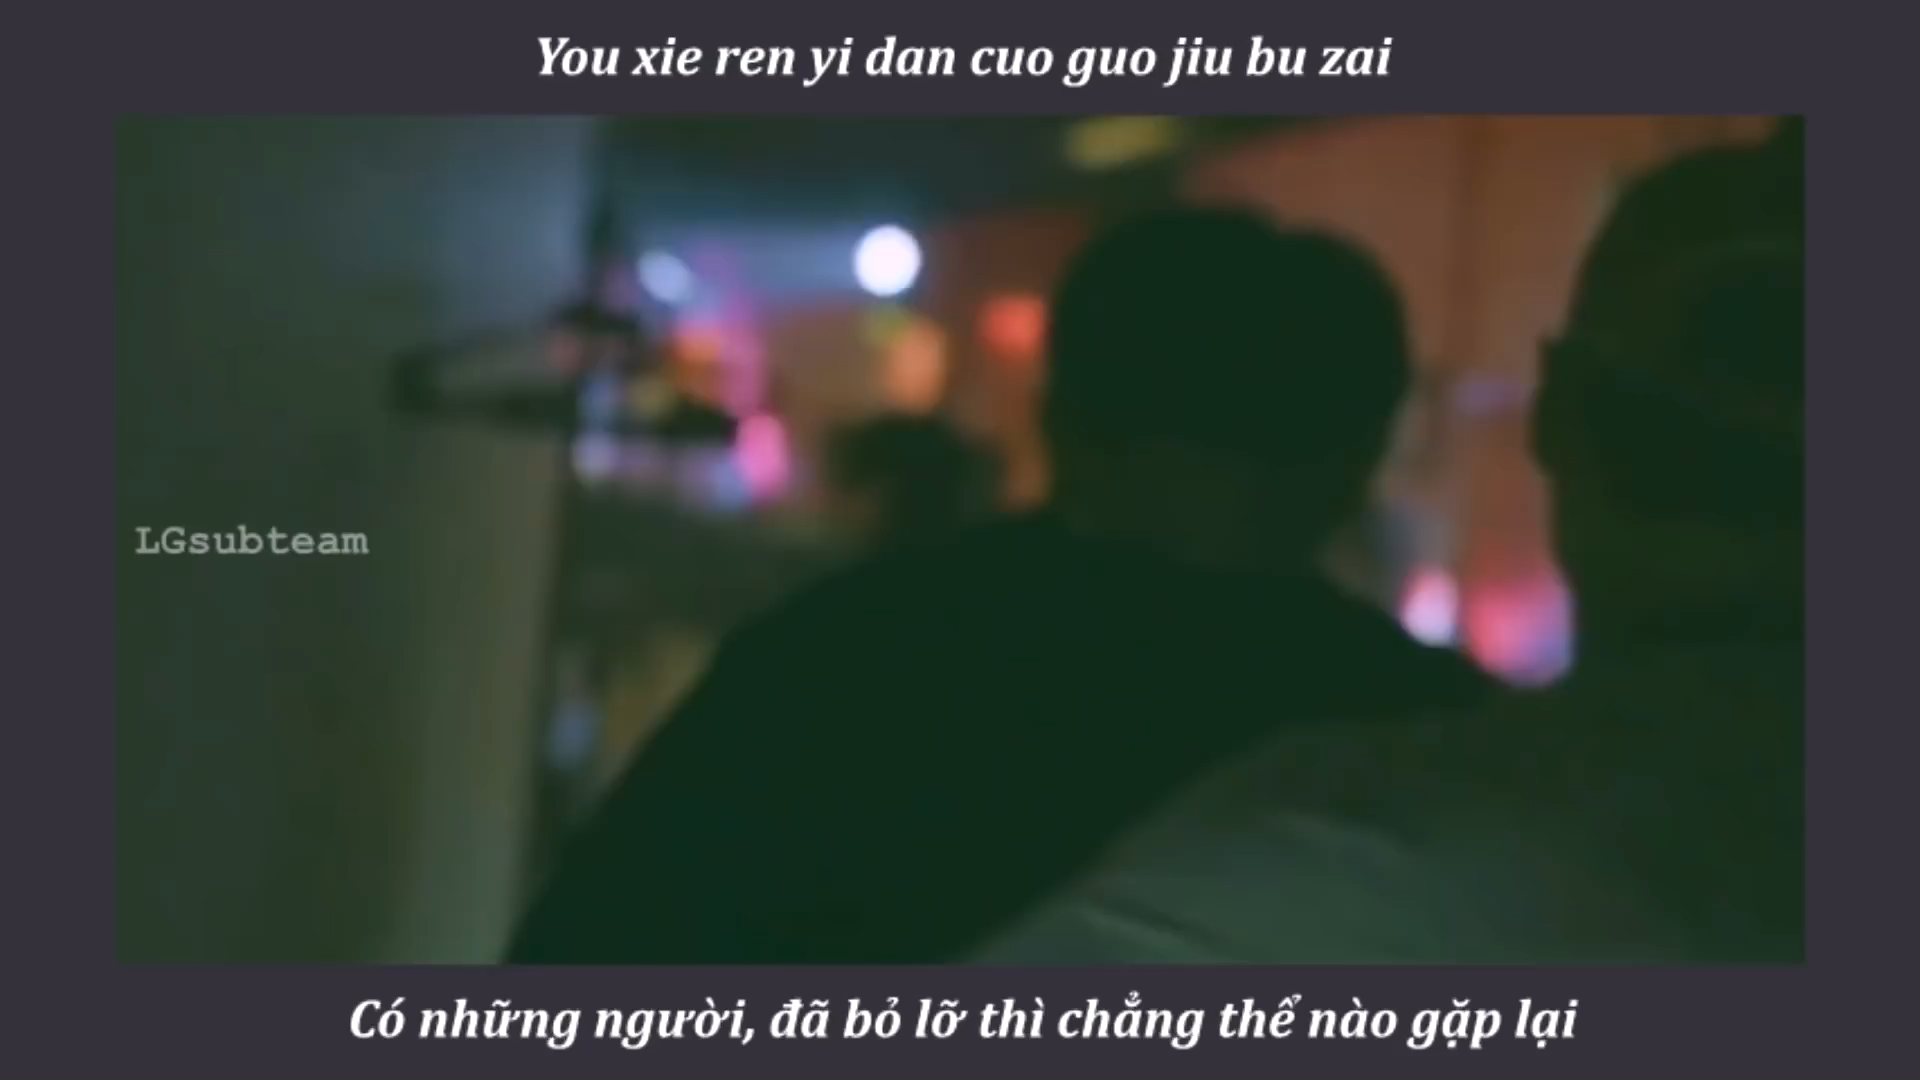 You xie ren yi dan cuo guo jiu bu zai
LGsubteam
Có những người, đã bỏ lỡ thì chẳng thể nào gặp lại